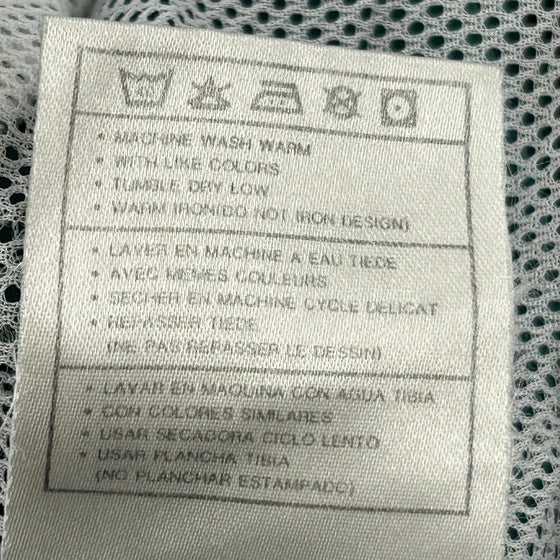 • MACHINE WASH WARM
• WITH LIKE COLORS
• TUMBLE DRY LOW
• WARM IRON(DO NOT IRON DESIGN)
• LAVER EN MACHINE A EAU TIEDE
• AVEC MEMES COULEURS
• SECHER EN MACHINE CYCLE DELICAT
• REPASSER TIEDE
(NE PAS REPASSER LE DESSIN)
• LAVAR EN MAQUINA CON AGUA TIBIA
• CON COLORES SIMILARES
• USAR SECADORA CICLO LENTO
• USAR PLANCHA TIBIA
(NO PLANCHAR ESTAMPADO)